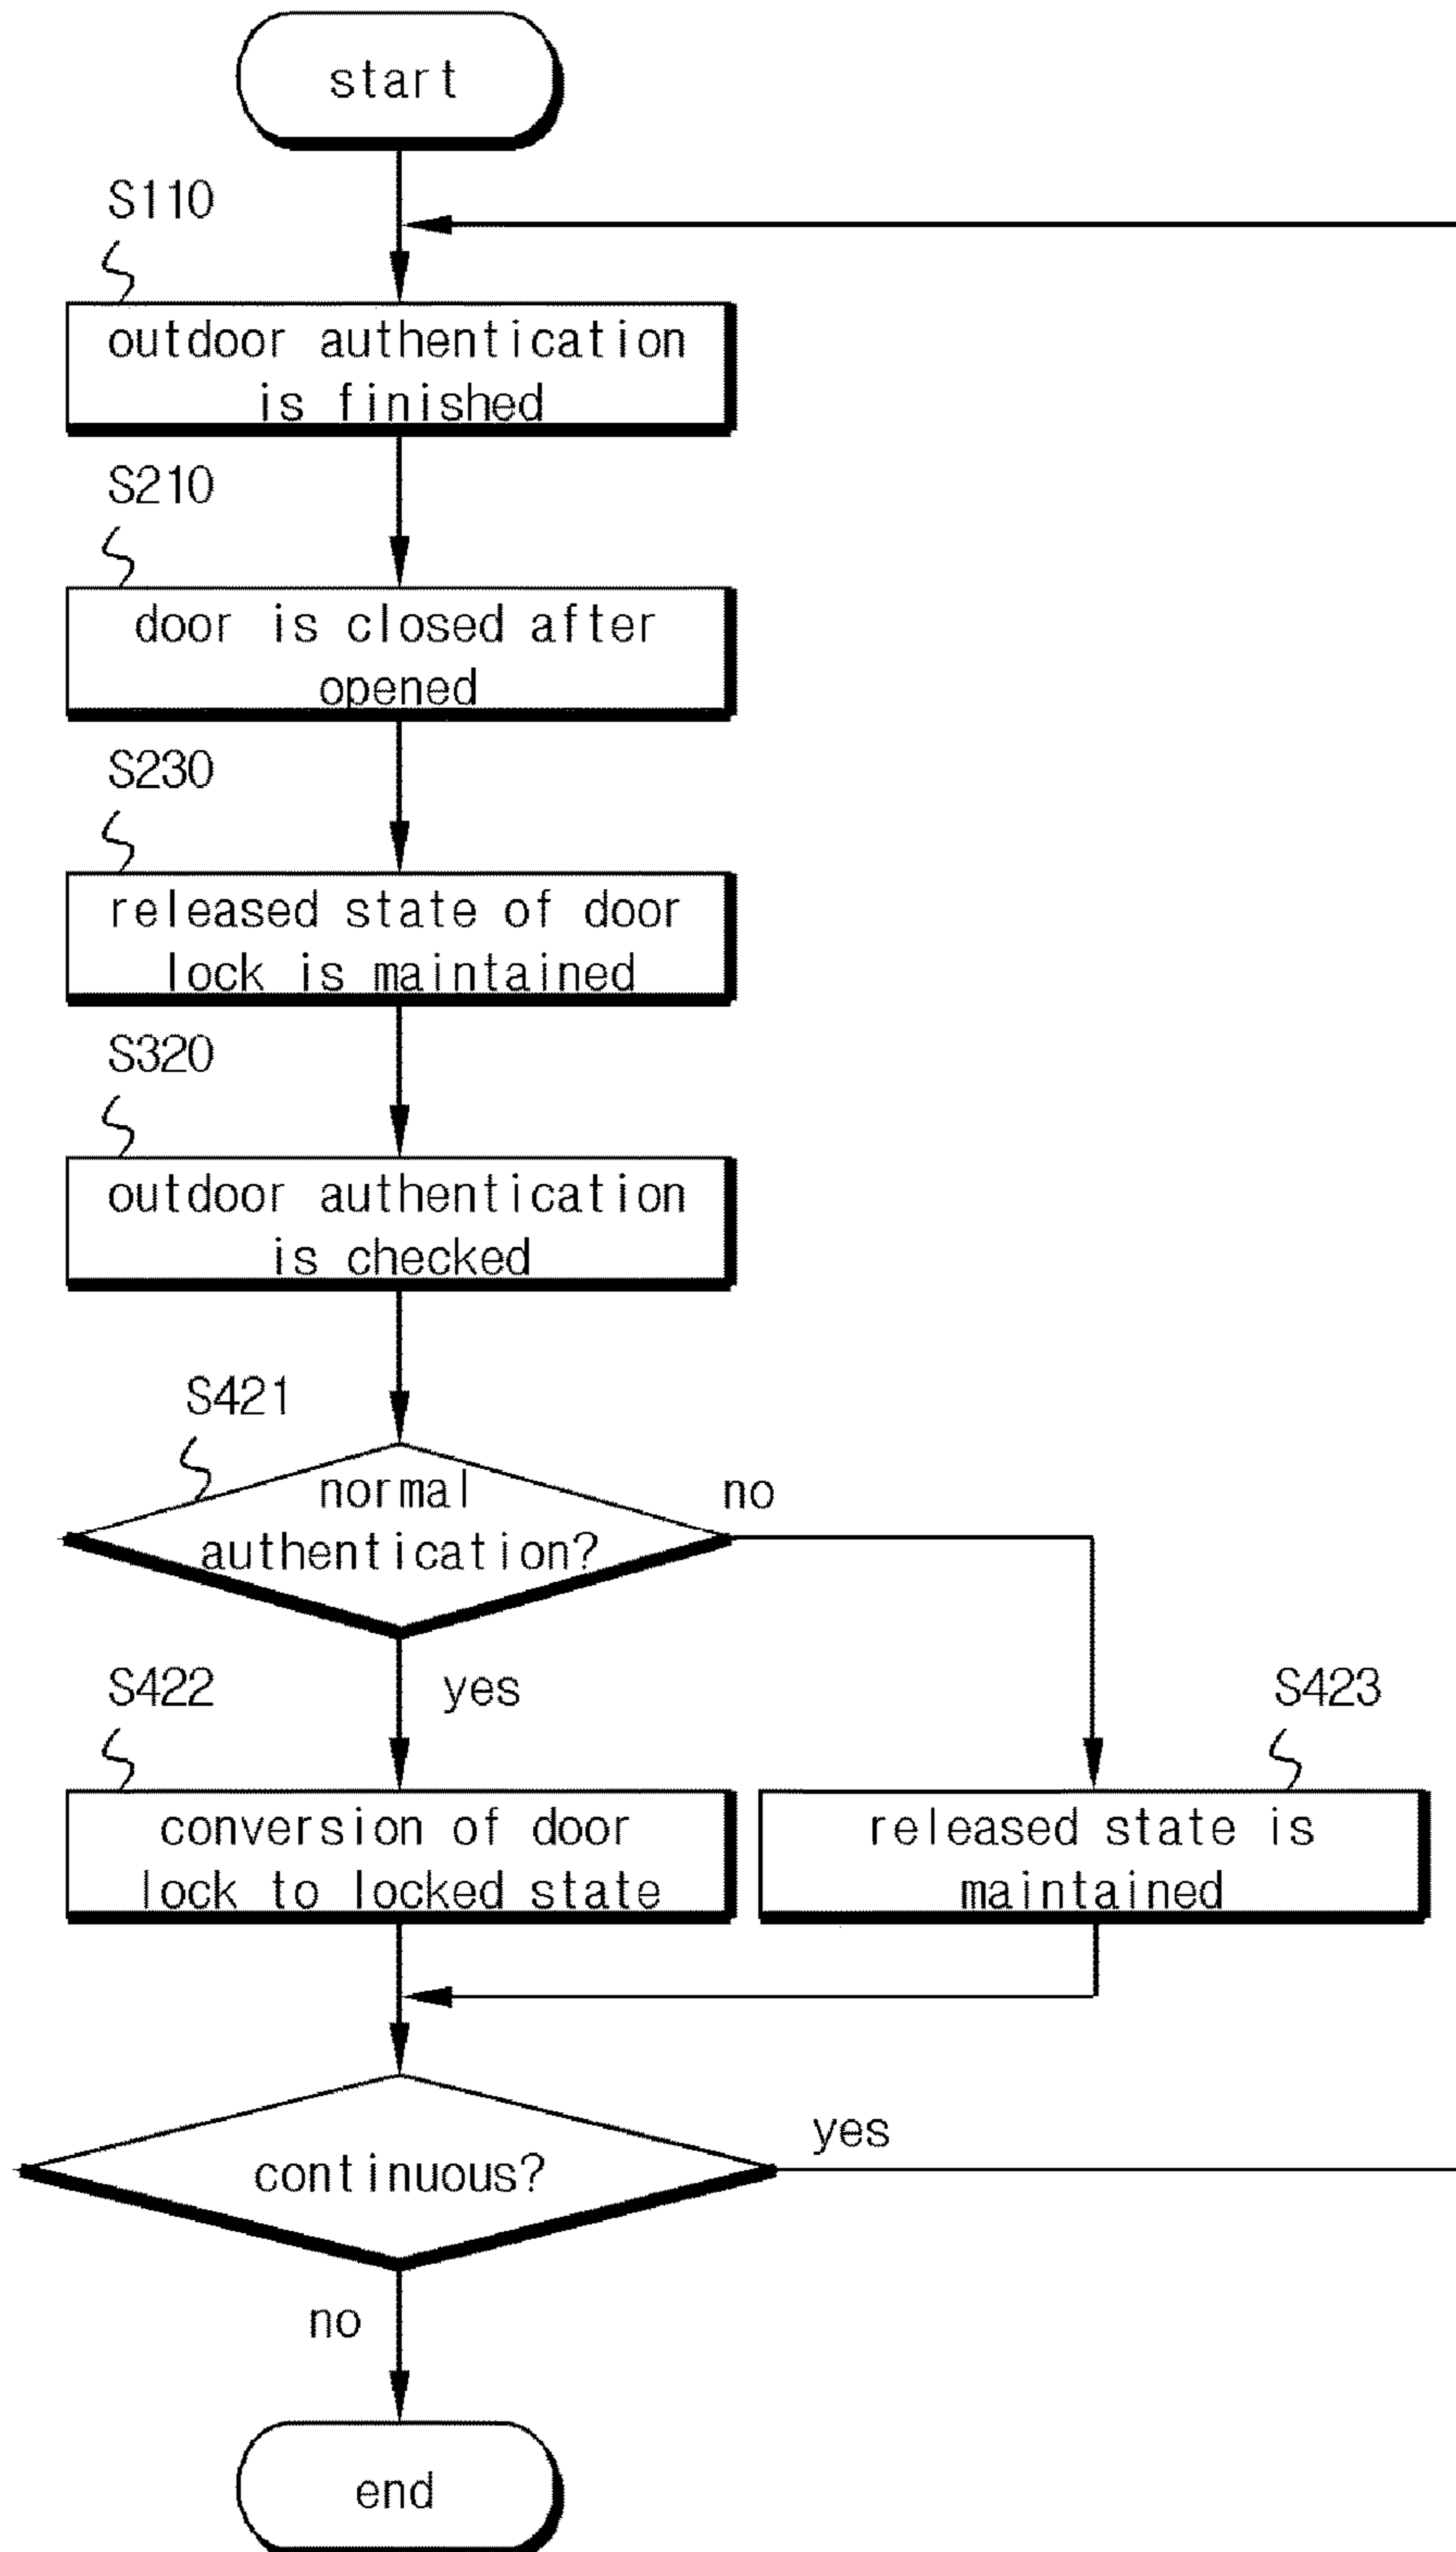 start
S110
outdoor authentication
is finished
S210
door is closed after
opened
S230
released state of door
lock is maintained
S320
outdoor authentication
is checked
S421
normal
authentication?
no
yes
S422
conversion of door
lock to locked state
S423
released state is
maintained
continuous?
yes
no
end